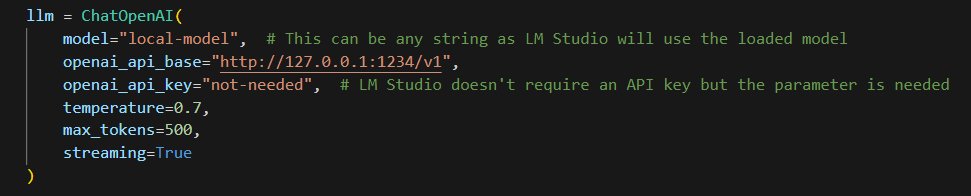 llm = ChatOpenAI(
    model="local-model",  # This can be any string as LM Studio will use the loaded model
    openai_api_base="http://127.0.0.1:1234/v1",
    openai_api_key="not-needed",  # LM Studio doesn't require an API key but the parameter is needed
    temperature=0.7,
    max_tokens=500,
    streaming=True
)